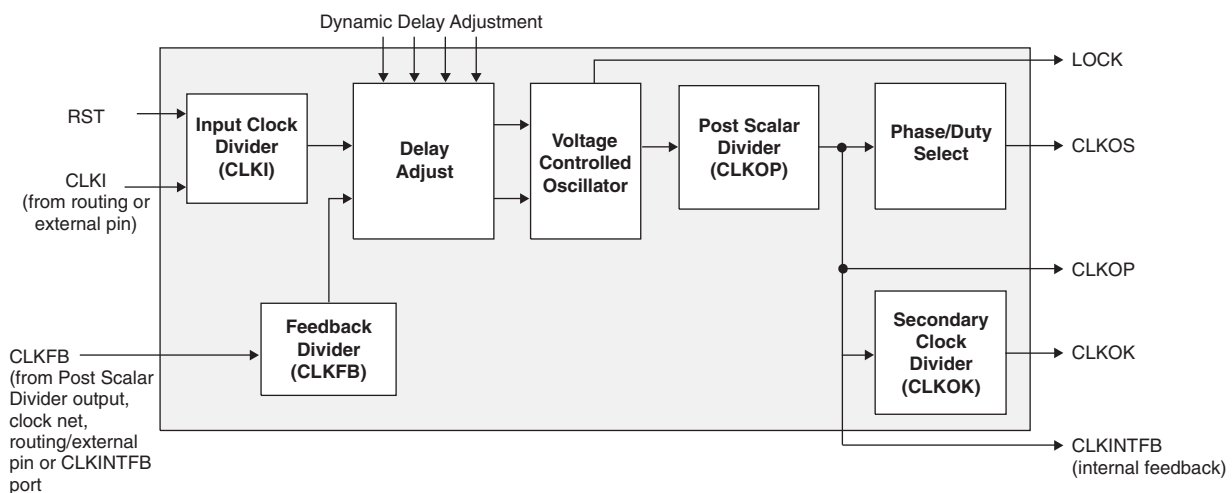 Dynamic Delay Adjustment
LOCK
RST
Input Clock
Divider
(CLKI)
Delay
Adjust
Voltage
Controlled
Oscillator
Post Scalar
Divider
(CLKOP)
Phase/Duty
Select
CLKOS
CLKI
(from routing or
external pin)
CLKOP
Feedback
Divider
(CLKFB)
Secondary
Clock
Divider
(CLKOK)
CLKOK
CLKFB
(from Post Scalar
Divider output,
clock net,
routing/external
pin or CLKINTFB
port
CLKINTFB
(internal feedback)